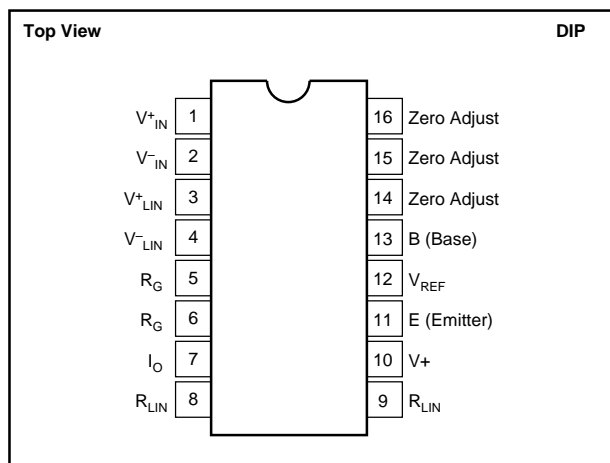 Top View DIP
V+IN 1 16 Zero Adjust
V–IN 2 15 Zero Adjust
V+LIN 3 14 Zero Adjust
V–LIN 4 13 B (Base)
RG 5 12 VREF
RG 6 11 E (Emitter)
IO 7 10 V+
RLIN 8 9 RLIN